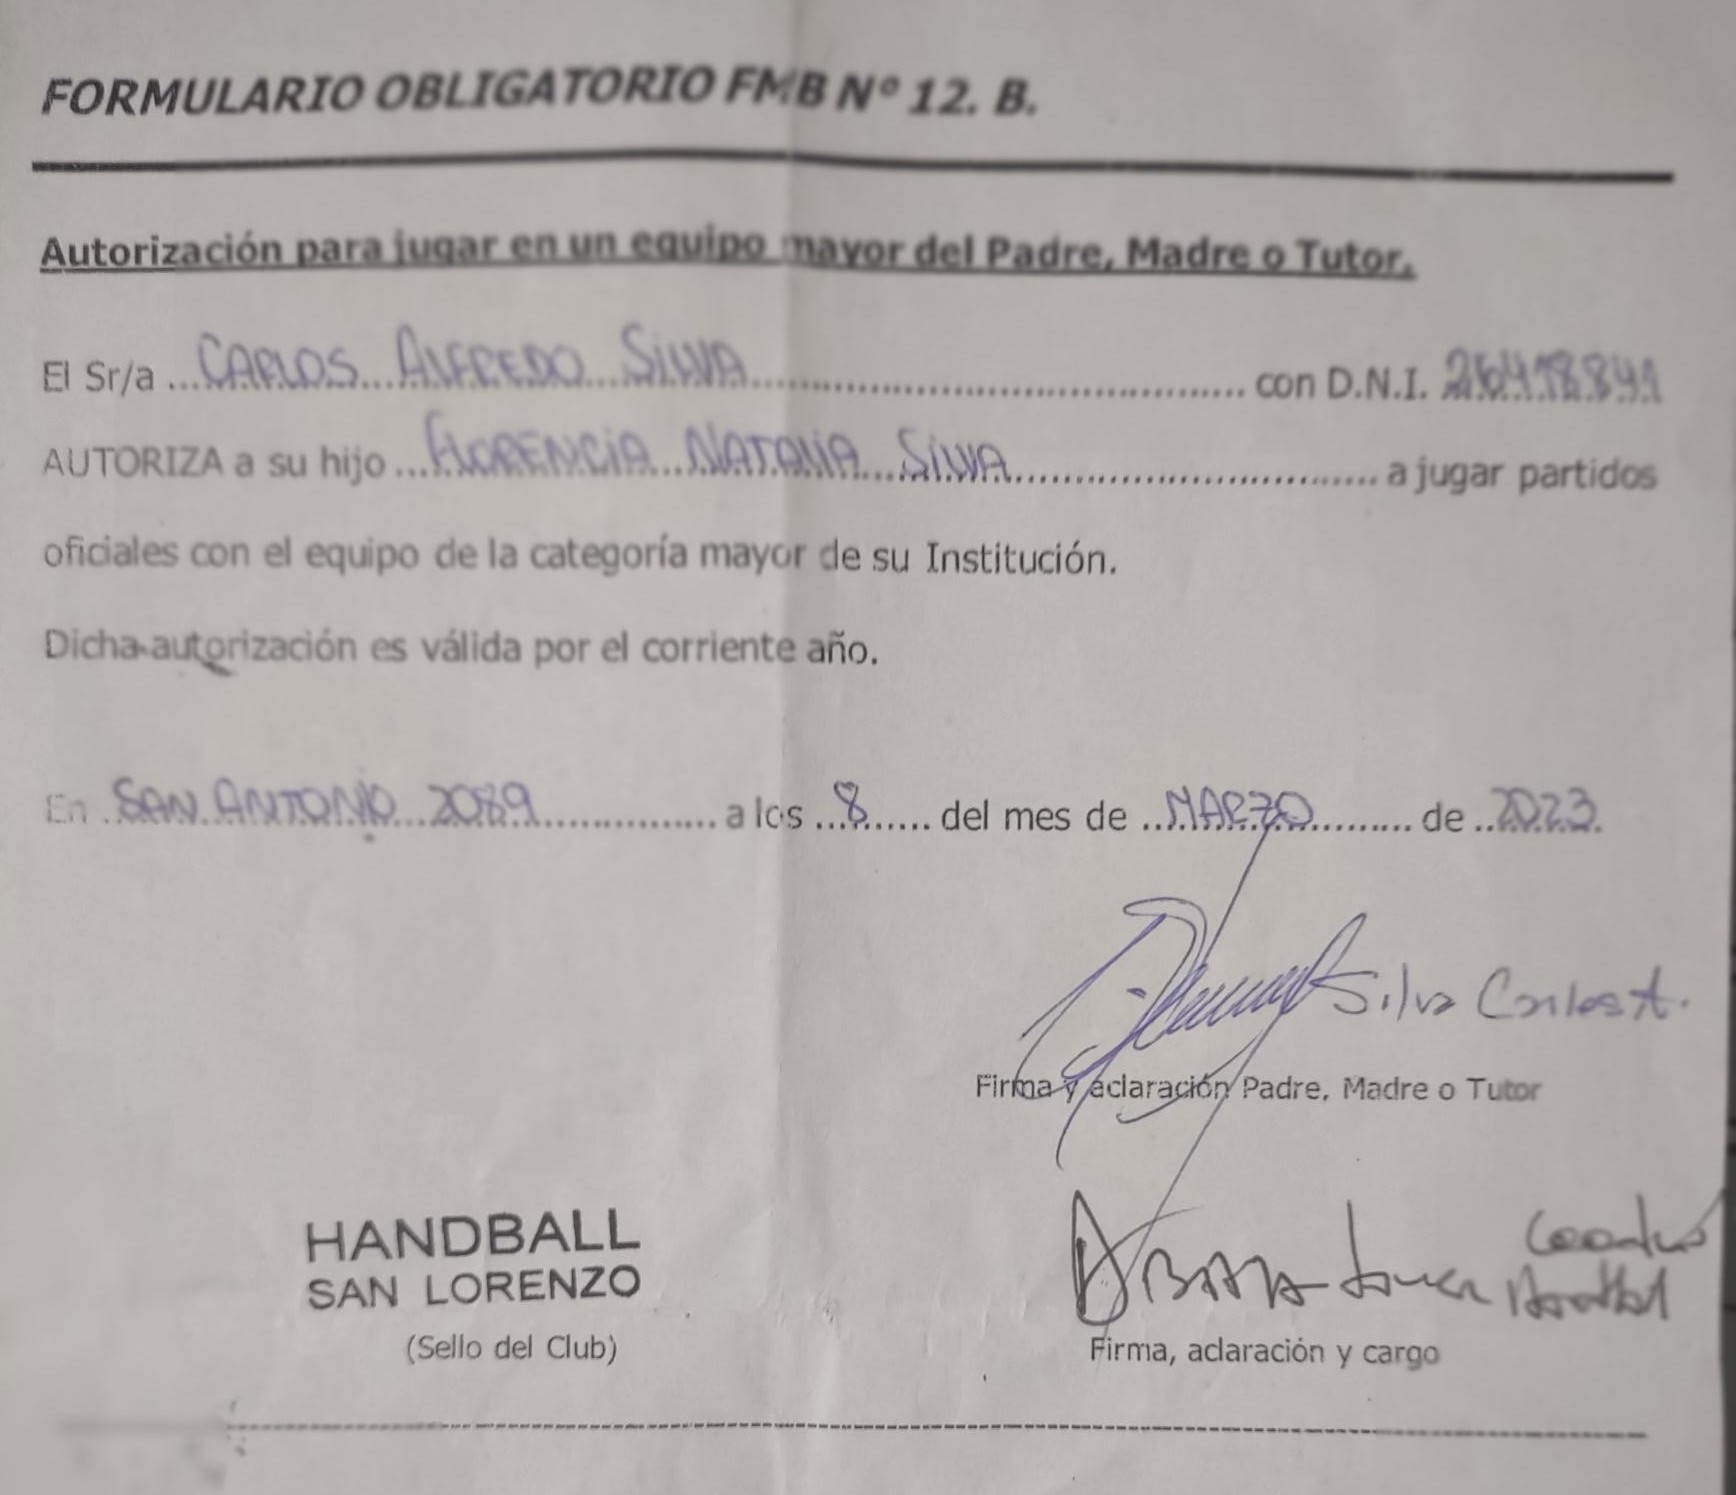 FORMULARIO OBLIGATORIO FMB Nº 12. B.
Autorización para jugar en un equipo mayor del Padre, Madre o Tutor.
El Sr/a ...CARLOS ALFREDO SILVA... con D.N.I. 26418841
AUTORIZA a su hijo ...FLORENCIA NATALIA SILVA... a jugar partidos
oficiales con el equipo de la categoría mayor de su Institución.
Dicha autorización es válida por el corriente año.
En SAN ANTONIO 2089 a los 8 del mes de MARZO de 2023
Silva Carlos A.
Firma y aclaración Padre, Madre o Tutor
HANDBALL
SAN LORENZO
(Sello del Club)
Firma, aclaración y cargo